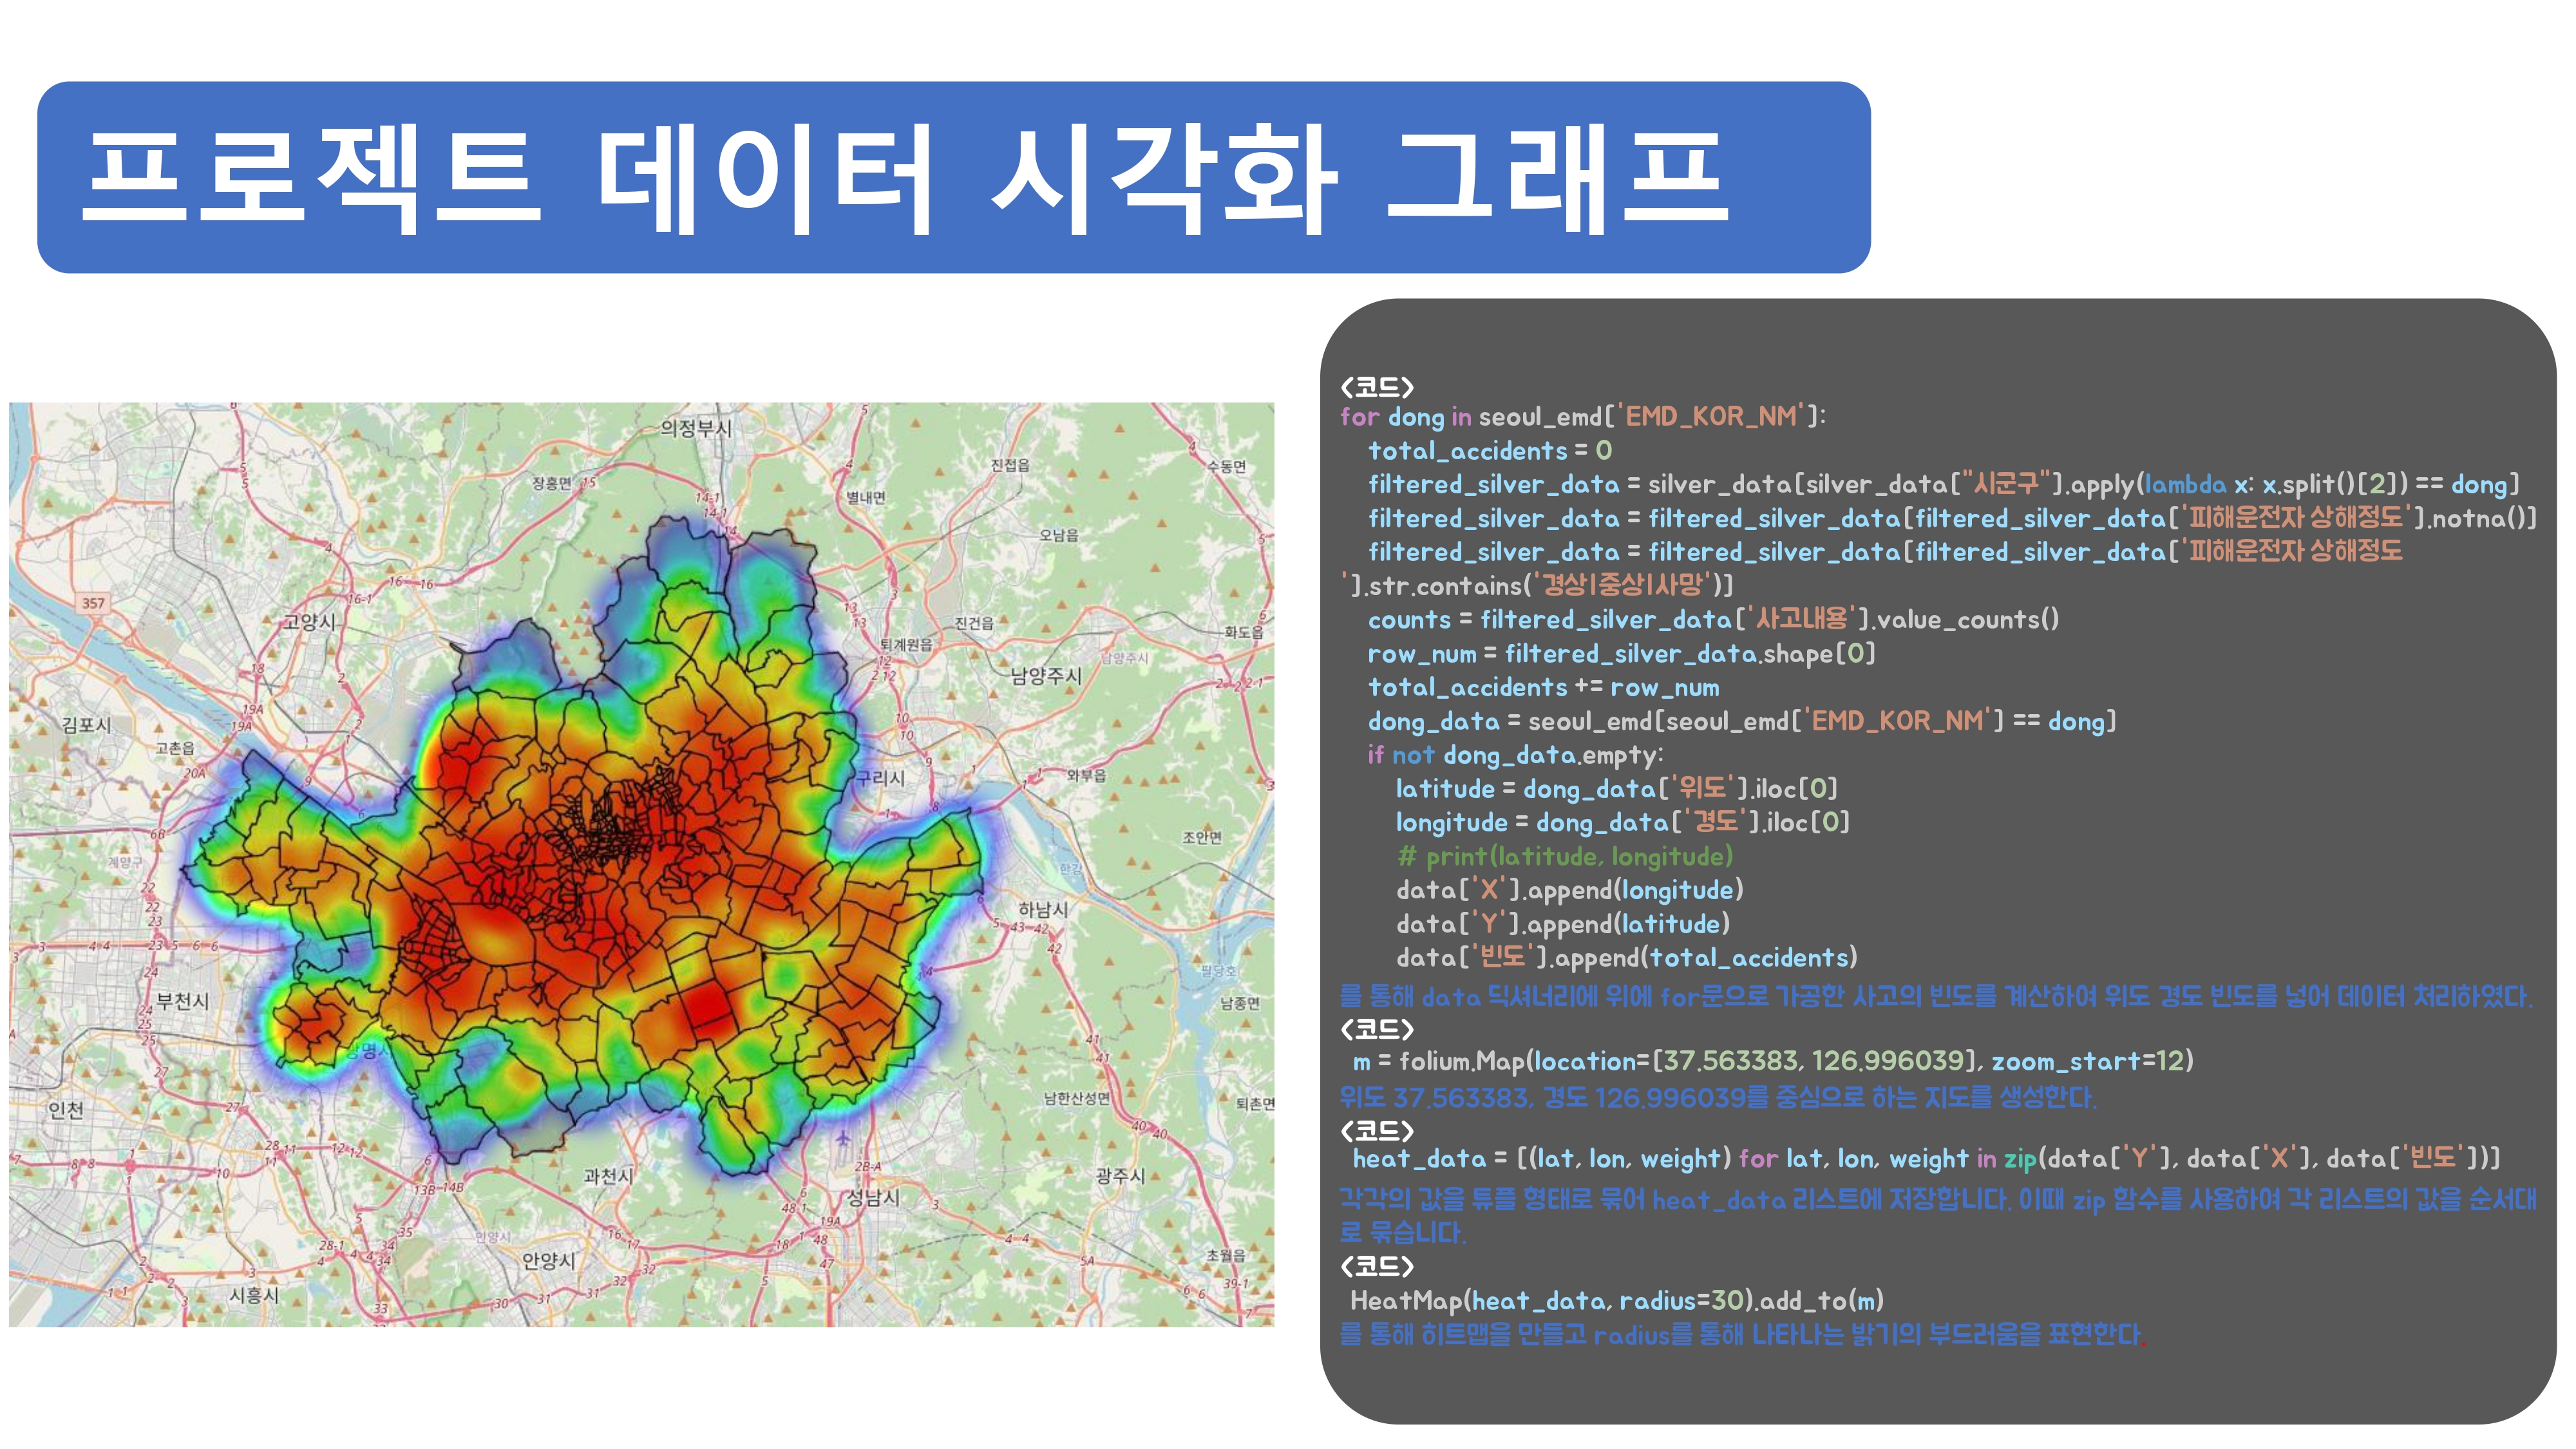 프로젝트 데이터 시각화 그래프
의정부시
장흥면
진접읍
수동면
별내면
오남읍
고양시
진건읍
퇴계원읍
화도읍
남양주시
남양주시
김포시
고촌읍
구리시
와부읍
조안면
계양구
한강
하남시
팔당호
부천시
남종면
광명시
인천
남한산성면
퇴촌면
과천시
성남시
광주시
안양시
안양시
초월읍
시흥시
357
<코드>
for dong in seoul_emd['EMD_KOR_NM']:
total_accidents = 0
filtered_silver_data = silver_data[silver_data["시군구"].apply(lambda x: x.split()[2]) == dong]
filtered_silver_data = filtered_silver_data[filtered_silver_data['피해운전자 상해정도'].notna()]
filtered_silver_data = filtered_silver_data[filtered_silver_data['피해운전자 상해정도
'].str.contains('경상|중상|사망')]
counts = filtered_silver_data['사고내용'].value_counts()
row_num = filtered_silver_data.shape[0]
total_accidents += row_num
dong_data = seoul_emd[seoul_emd['EMD_KOR_NM'] == dong]
if not dong_data.empty:
latitude = dong_data['위도'].iloc[0]
longitude = dong_data['경도'].iloc[0]
# print(latitude, longitude)
data['X'].append(longitude)
data['Y'].append(latitude)
data['빈도'].append(total_accidents)
를 통해 data 딕셔너리에 위에 for문으로 가공한 사고의 빈도를 계산하여 위도 경도 빈도를 넣어 데이터 처리하였다.
<코드>
m = folium.Map(location=[37.563383, 126.996039], zoom_start=12)
위도 37.563383, 경도 126.996039를 중심으로 하는 지도를 생성한다.
<코드>
heat_data = [(lat, lon, weight) for lat, lon, weight in zip(data['Y'], data['X'], data['빈도'])]
각각의 값을 튜플 형태로 묶어 heat_data 리스트에 저장합니다. 이때 zip 함수를 사용하여 각 리스트의 값을 순서대
로 묶습니다.
<코드>
HeatMap(heat_data, radius=30).add_to(m)
를 통해 히트맵을 만들고 radius를 통해 나타나는 밝기의 부드러움을 표현한다.